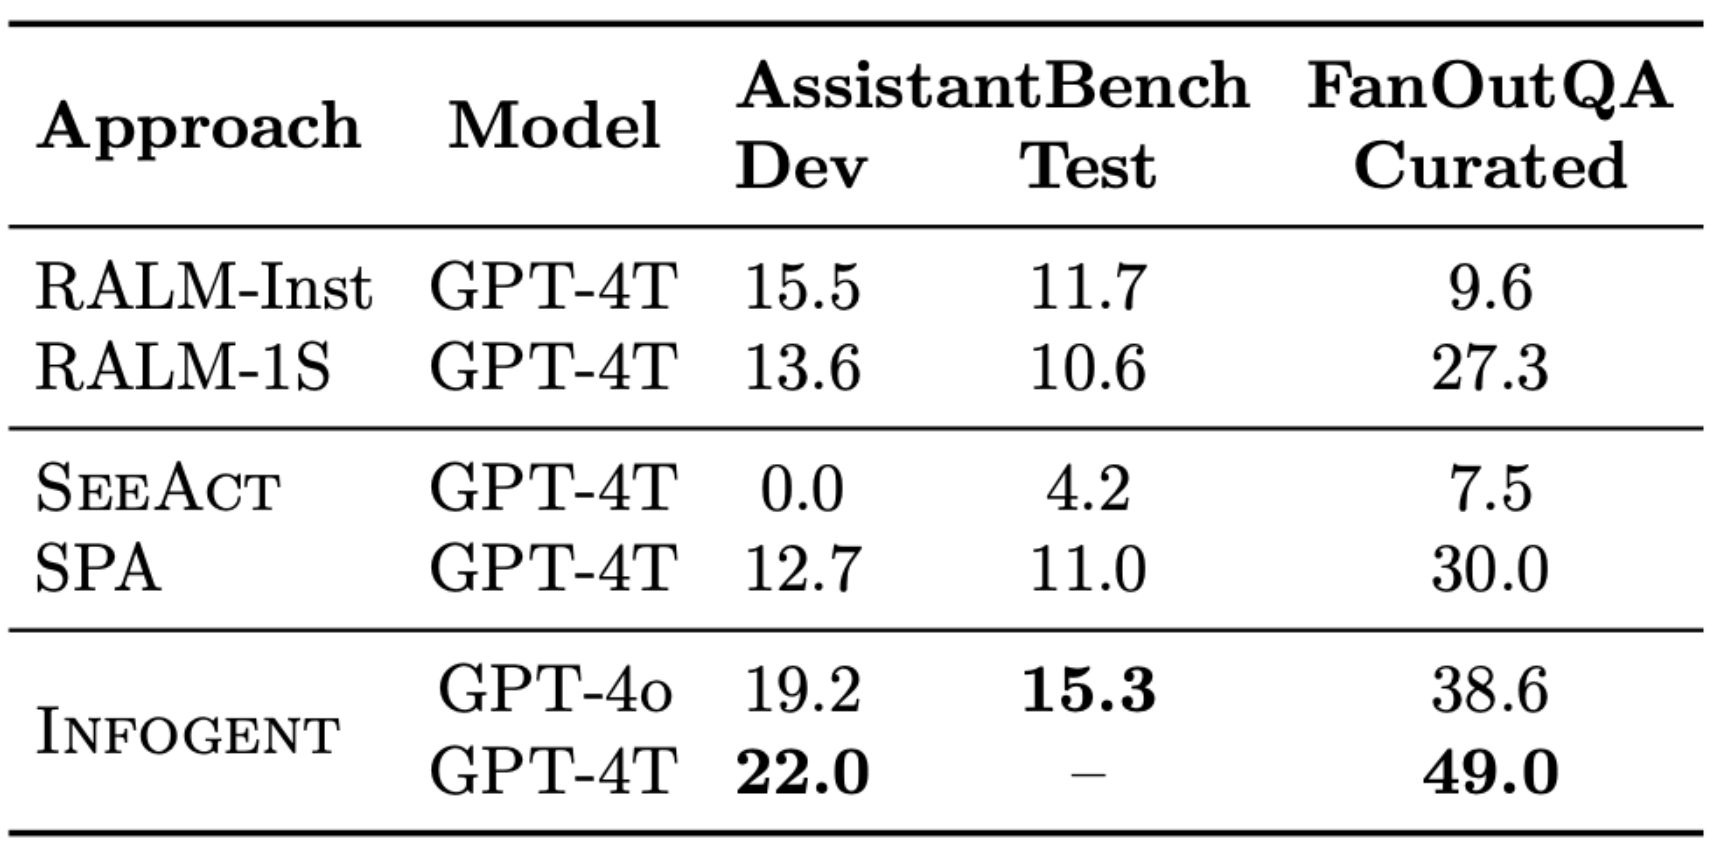 Approach Model AssistantBench FanOutQA
Dev Test Curated
RALM-Inst GPT-4T 15.5 11.7 9.6
RALM-1S GPT-4T 13.6 10.6 27.3
SEEACT GPT-4T 0.0 4.2 7.5
SPA GPT-4T 12.7 11.0 30.0
INFOGENT GPT-4o 19.2 15.3 38.6
GPT-4T 22.0 – 49.0